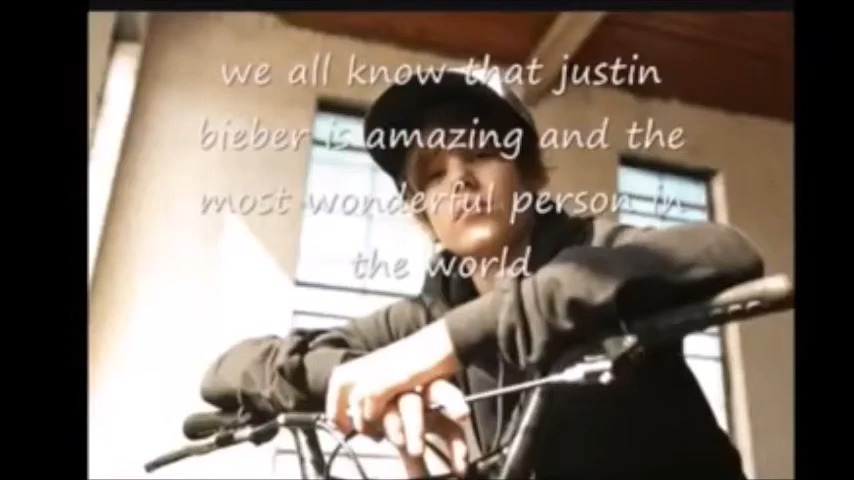 we all know that justin
bieber is amazing and the
most wonderful person in
the world